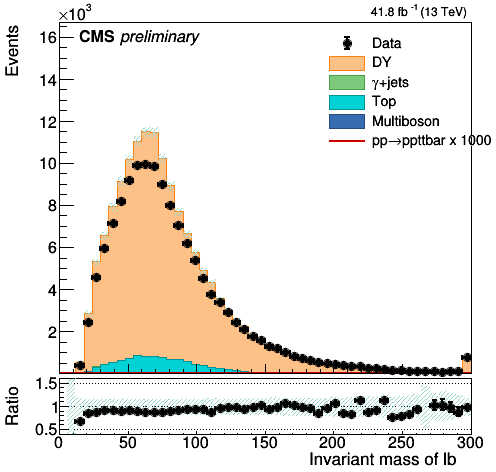 ×10³
41.8 fb⁻¹ (13 TeV)
CMS preliminary
Events
16
14
12
10
8
6
4
2
Data
DY
γ+jets
Top
Multiboson
pp→ppttbar x 1000
Ratio
1.5
1
0.5
0 50 100 150 200 250 300
Invariant mass of lb